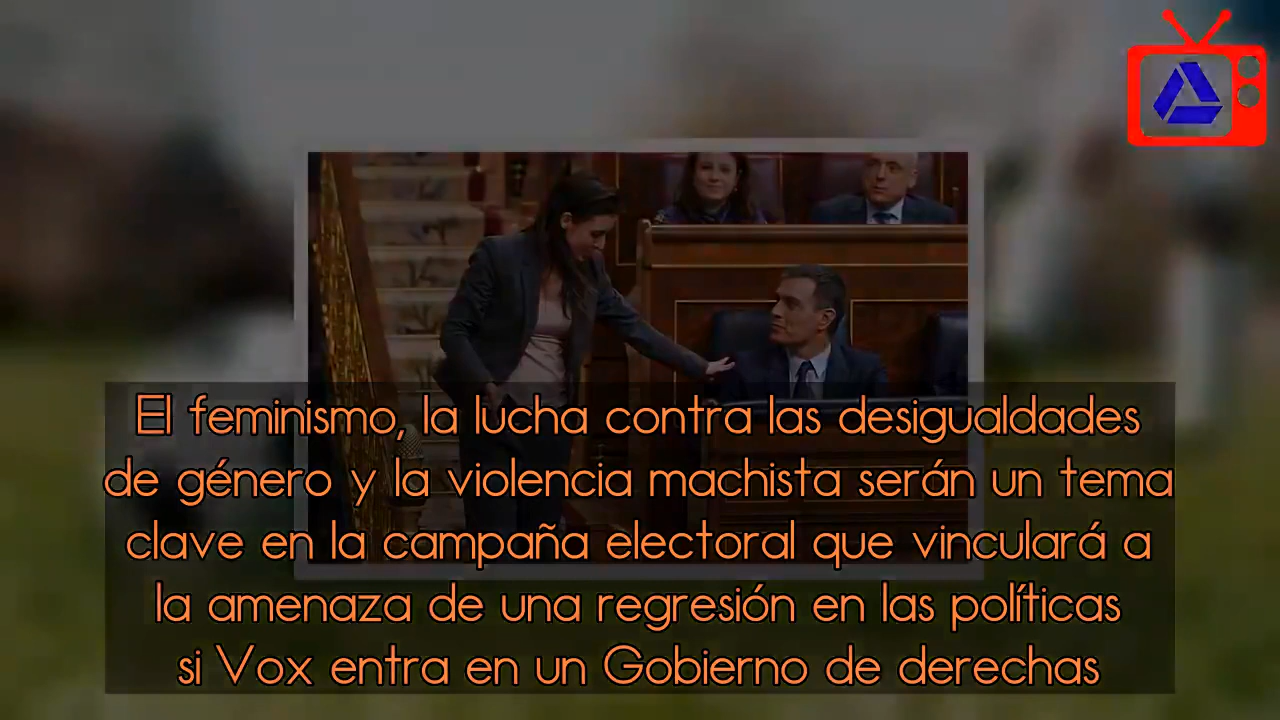 El feminismo, la lucha contra las desigualdades
de género y la violencia machista serán un tema
clave en la campaña electoral que vinculará a
la amenaza de una regresión en las políticas
si Vox entra en un Gobierno de derechas